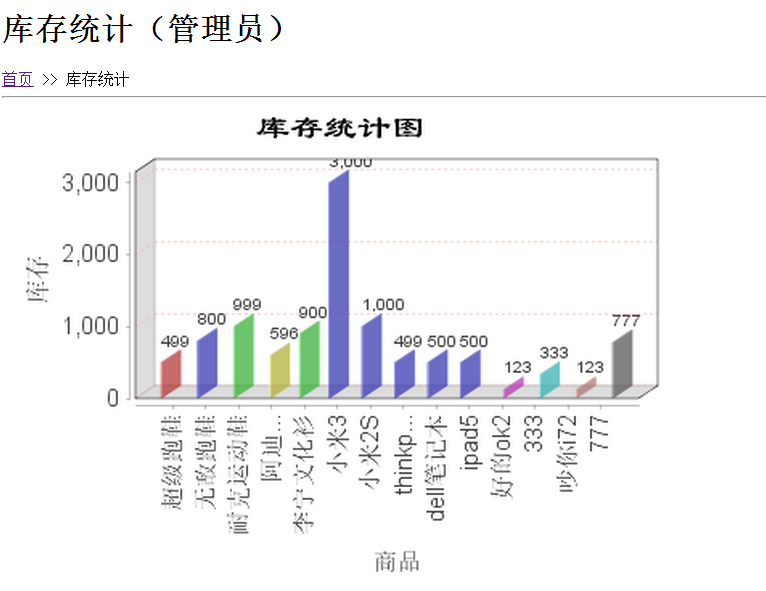 库存统计（管理员）
首页 >> 库存统计
库存统计图
3,000
2,000
1,000
0
库存
499
800
999
596
900
3,000
1,000
499
500
500
123
333
123
777
超级跑鞋
无敌跑鞋
耐克运动鞋
阿迪...
李宁文化衫
小米3
小米2S
thinkp...
dell笔记本
ipad5
好的ok2
333
吵你i72
777
商品